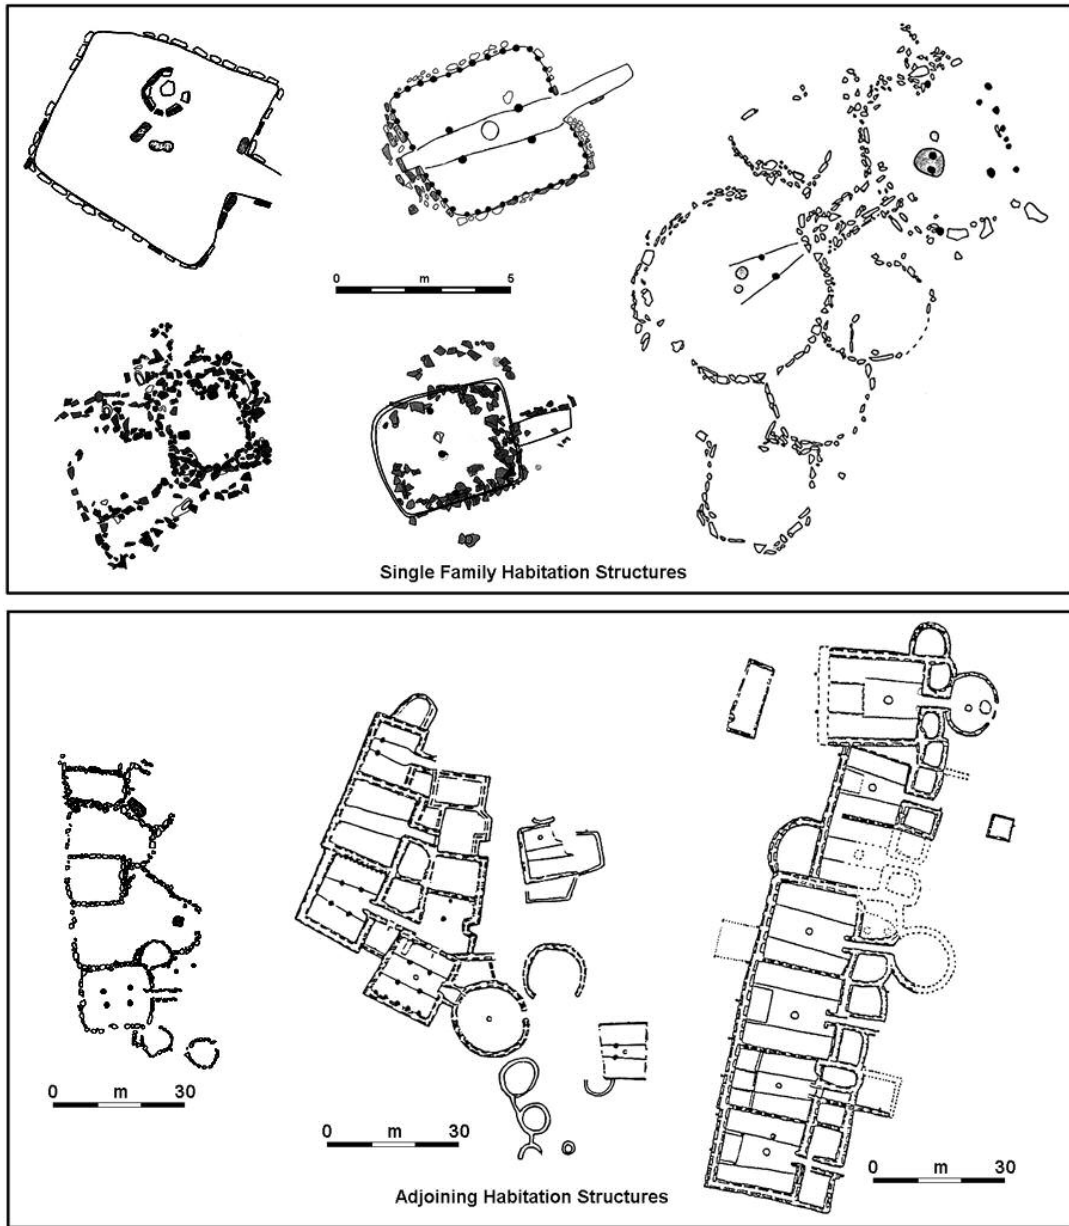 0 m 5
Single Family Habitation Structures
0 m 30
0 m 30
0 m 30
Adjoining Habitation Structures